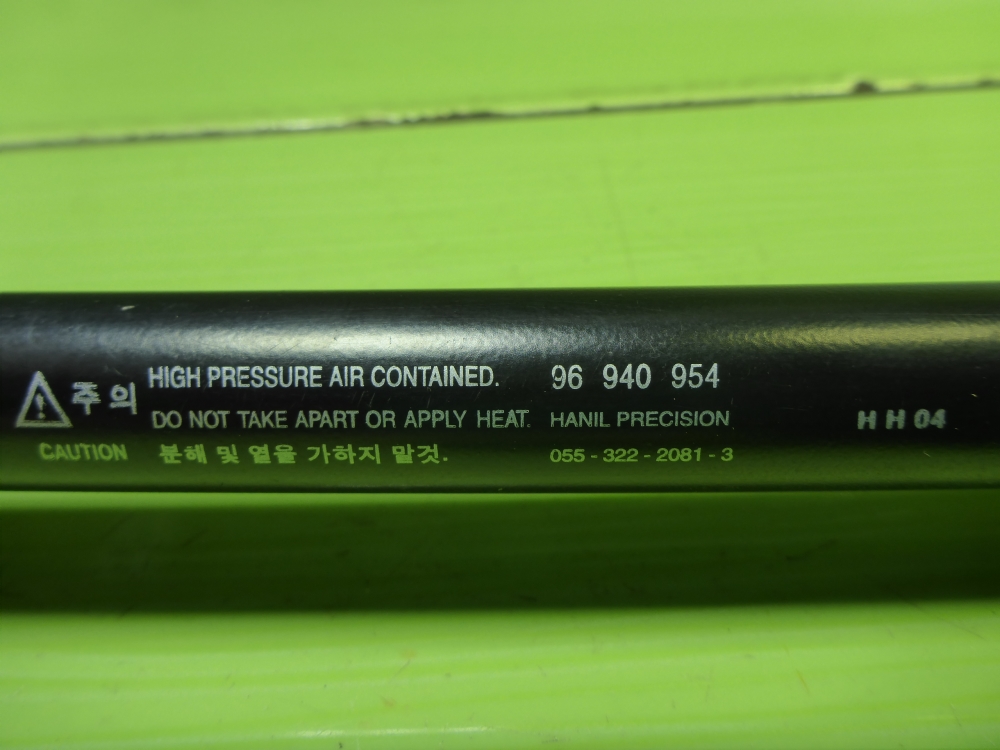 주의 HIGH PRESSURE AIR CONTAINED. 96 940 954
DO NOT TAKE APART OR APPLY HEAT. HANIL PRECISION H H 04
CAUTION 분해 및 열을 가하지 말것. 055 - 322 - 2081 - 3